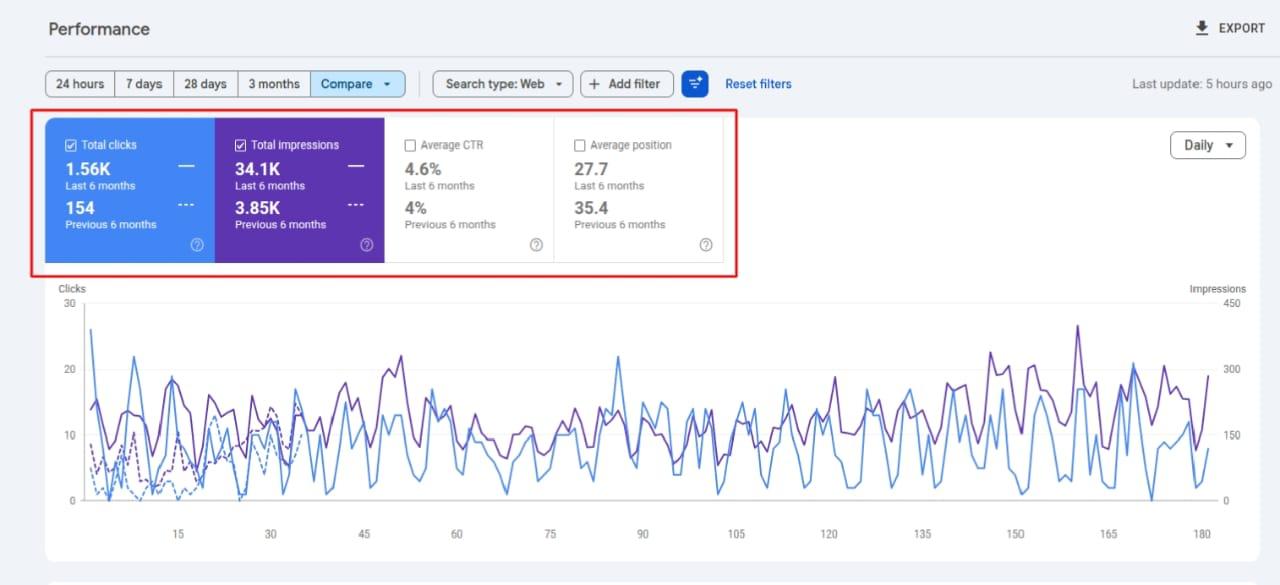 Performance
EXPORT
24 hours 7 days 28 days 3 months Compare Search type: Web + Add filter Reset filters Last update: 5 hours ago
Total clicks
1.56K
Last 6 months
154
Previous 6 months
Total impressions
34.1K
Last 6 months
3.85K
Previous 6 months
Average CTR
4.6%
Last 6 months
4%
Previous 6 months
Average position
27.7
Last 6 months
35.4
Previous 6 months
Daily
Clicks Impressions
30 450
20 300
10 150
0 0
15 30 45 60 75 90 105 120 135 150 165 180